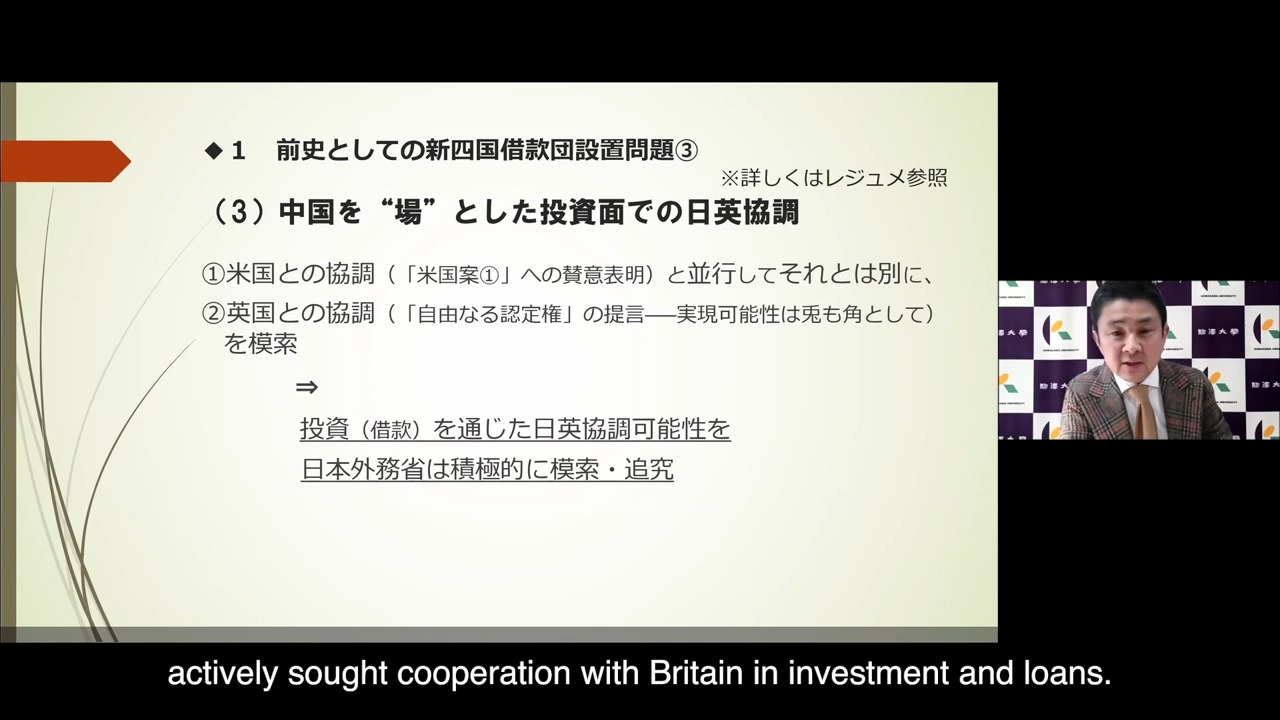 ◆１　前史としての新四国借款団設置問題③
※詳しくはレジュメ参照
（３）中国を“場”とした投資面での日英協調
①米国との協調（「米国案①」への賛意表明）と並行してそれとは別に、
②英国との協調（「自由なる認定権」の提言―実現可能性は兎も角として）
を模索
⇒
投資（借款）を通じた日英協調可能性を
日本外務省は積極的に模索・追究
駒澤大學
KOMAZAWA UNIVERSITY
actively sought cooperation with Britain in investment and loans.